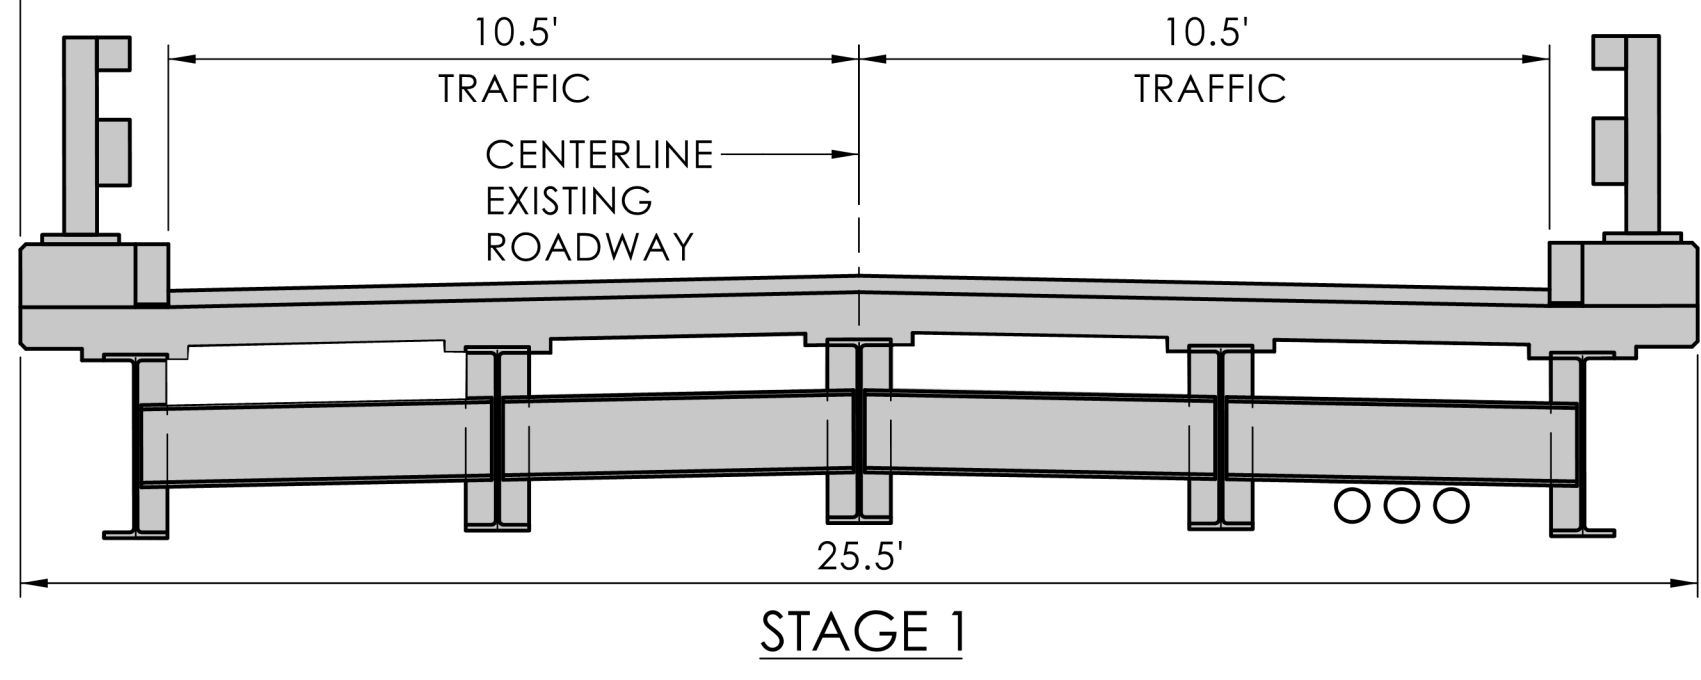 10.5'
TRAFFIC
10.5'
TRAFFIC
CENTERLINE
EXISTING
ROADWAY
25.5'
STAGE 1